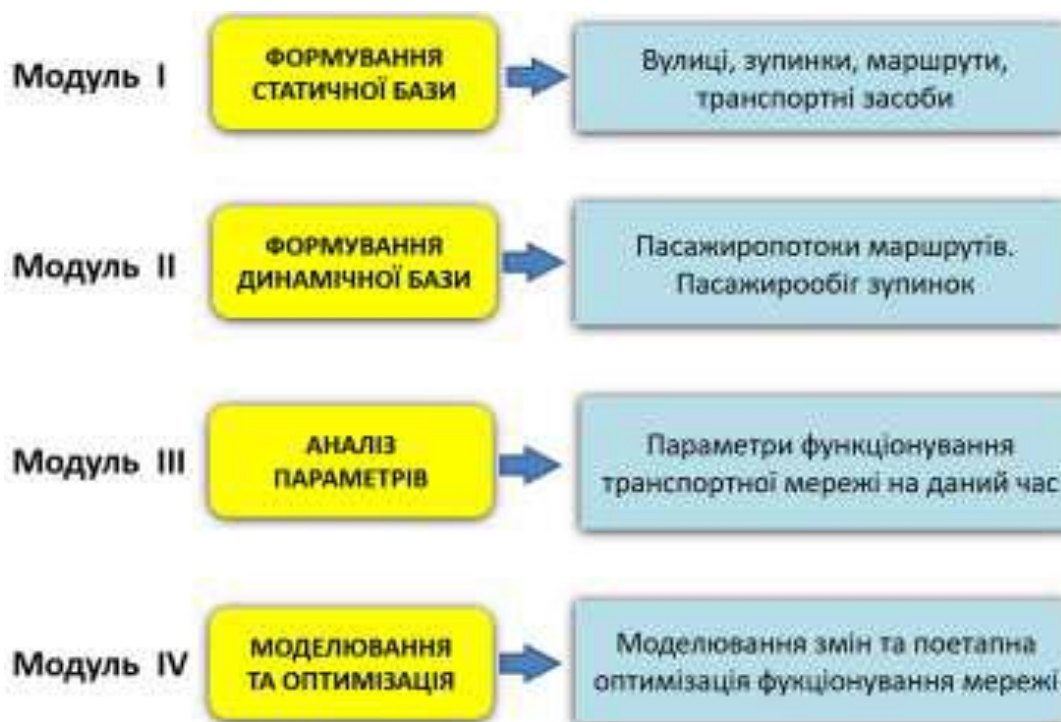 Модуль I
ФОРМУВАННЯ
СТАТИЧНОЇ БАЗИ
Вулиці, зупинки, маршрути,
транспортні засоби
Модуль II
ФОРМУВАННЯ
ДИНАМІЧНОЇ БАЗИ
Пасажиропотоки маршрутів.
Пасажирообіг зупинок
Модуль III
АНАЛІЗ
ПАРАМЕТРІВ
Параметри функціонування
транспортної мережі на даний час
Модуль IV
МОДЕЛЮВАННЯ
ТА ОПТИМІЗАЦІЯ
Моделювання змін та поетапна
оптимізація фукціонування мережі